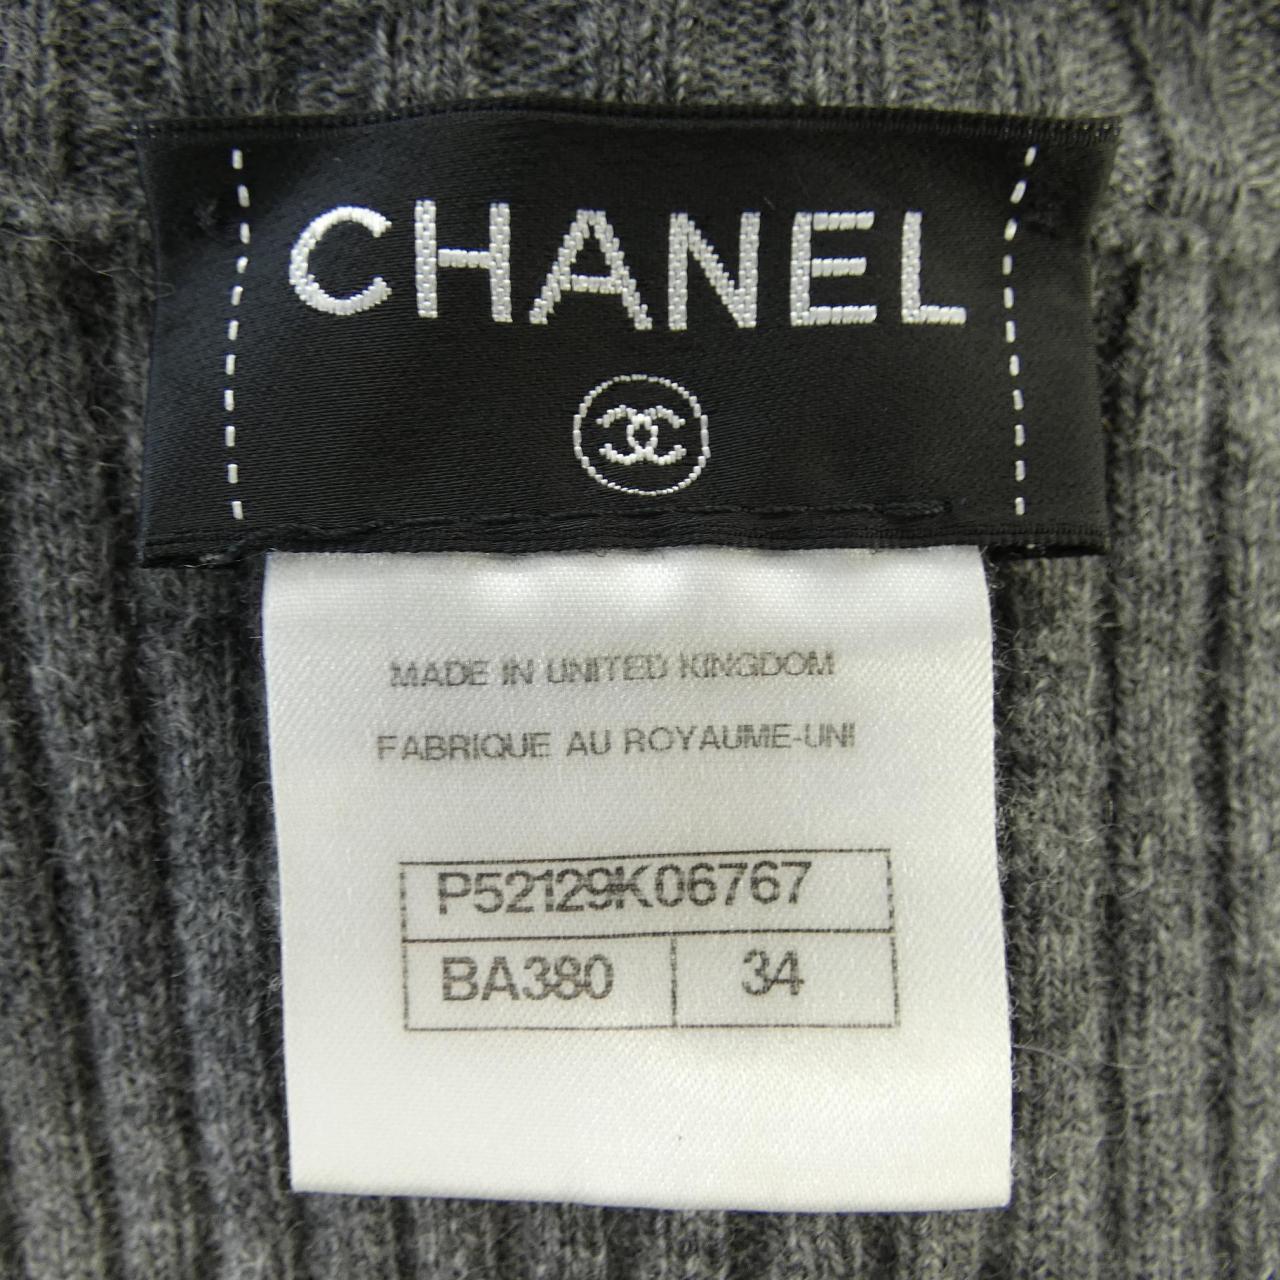 CHANEL
MADE IN UNITED KINGDOM
FABRIQUE AU ROYAUME-UNI
P52129K06767
BA380 34